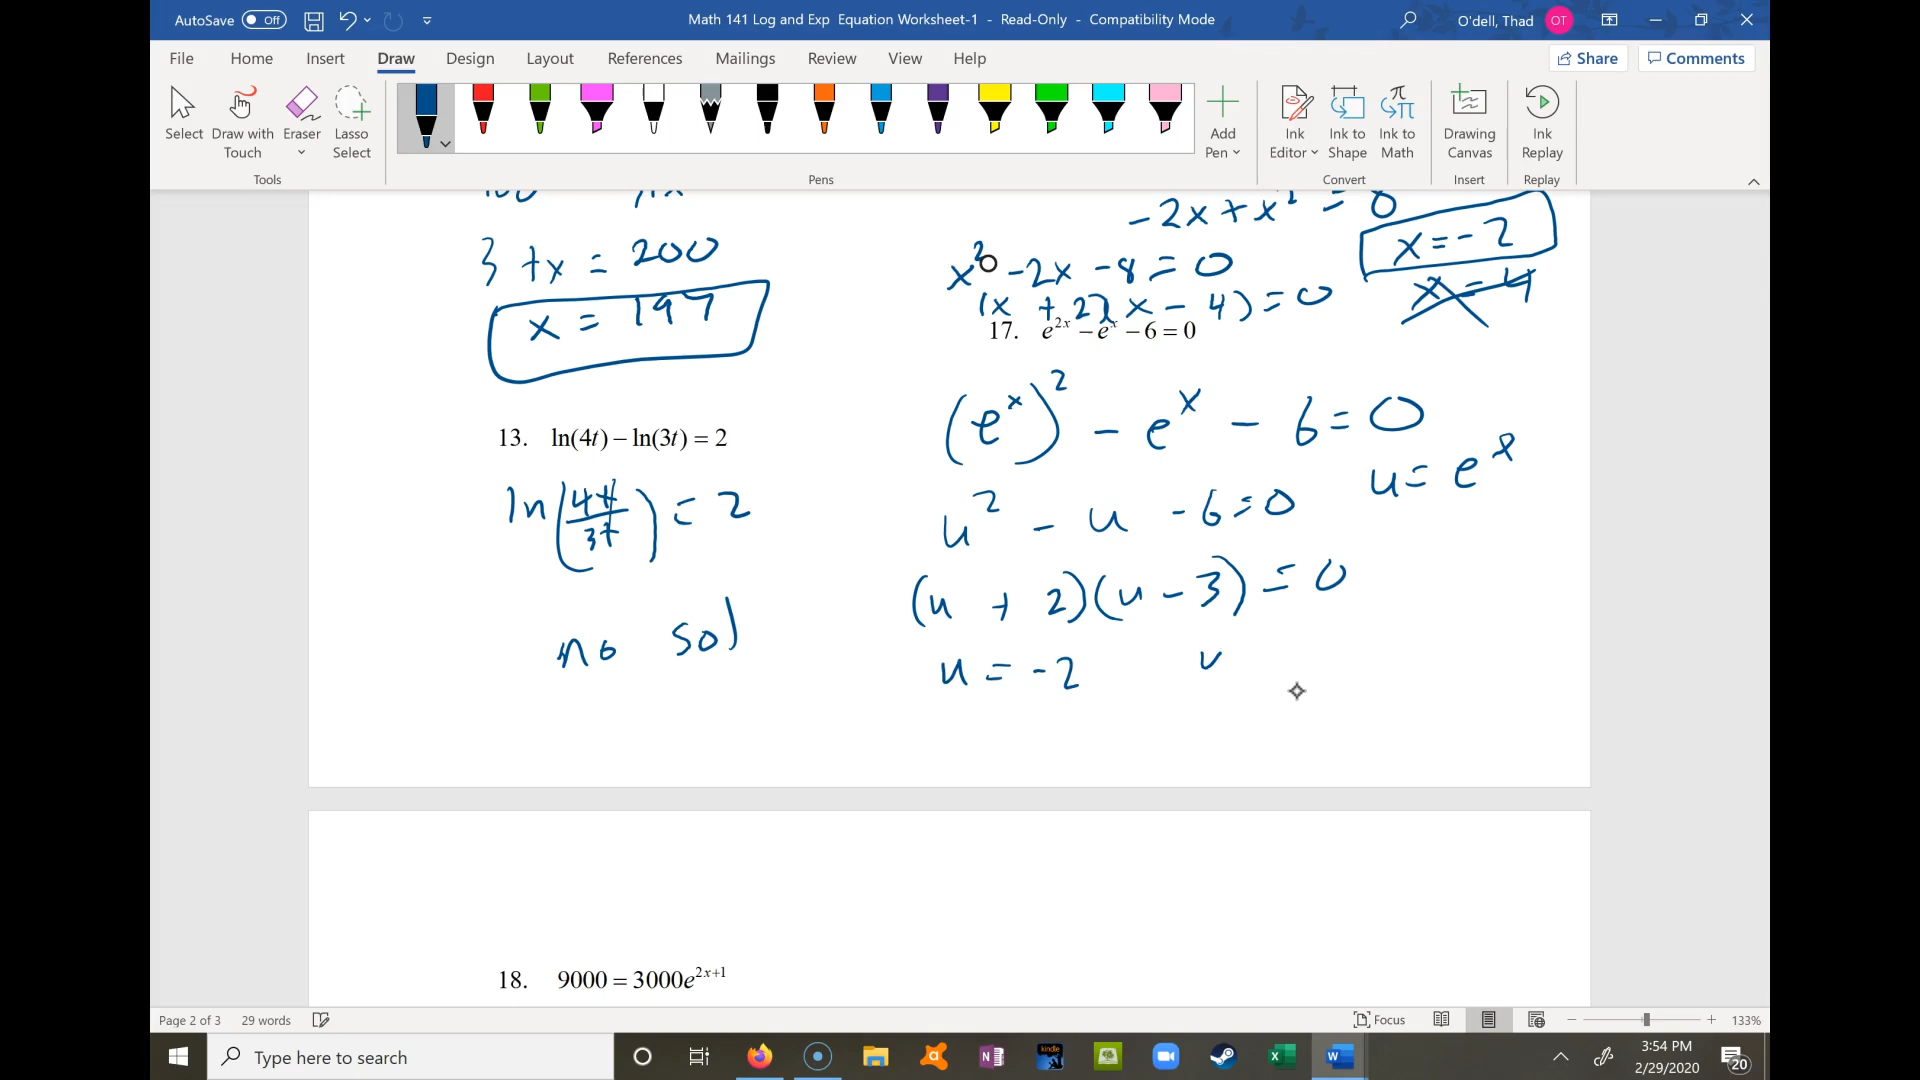 AutoSave Off Math 141 Log and Exp Equation Worksheet-1 - Read-Only - Compatibility Mode O'dell, Thad OT
File Home Insert Draw Design Layout References Mailings Review View Help Share Comments
Select Draw with Touch Eraser Lasso Select Add Pen Ink Editor Ink to Shape Ink to Math Drawing Canvas Ink Replay
Tools Pens Convert Insert Replay
3 + x = 200
x = 197
-2x + x² = 8
x² - 2x - 8 = 0
(x + 2)(x - 4) = 0
x = -2
x = 4
13. ln(4t) − ln(3t) = 2
ln(4t/3t) = 2
no sol
17. e^{2x} − e^x − 6 = 0
(e^x)² - e^x - 6 = 0
u = e^x
u² - u - 6 = 0
(u + 2)(u - 3) = 0
u = -2
18. 9000 = 3000e^{2x+1}
Page 2 of 3 29 words Focus 133%
Type here to search
kindle
3:54 PM
2/29/2020
20